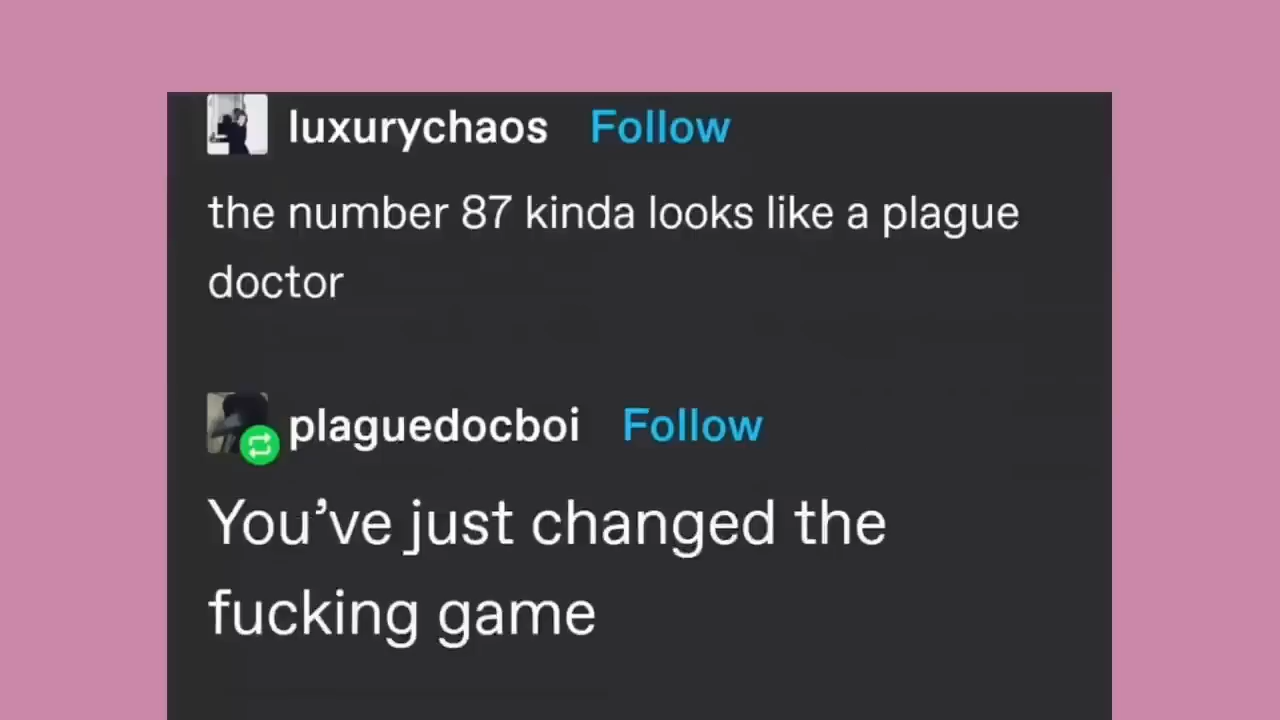 luxurychaos Follow
the number 87 kinda looks like a plague
doctor
plaguedocboi Follow
You’ve just changed the
fucking game